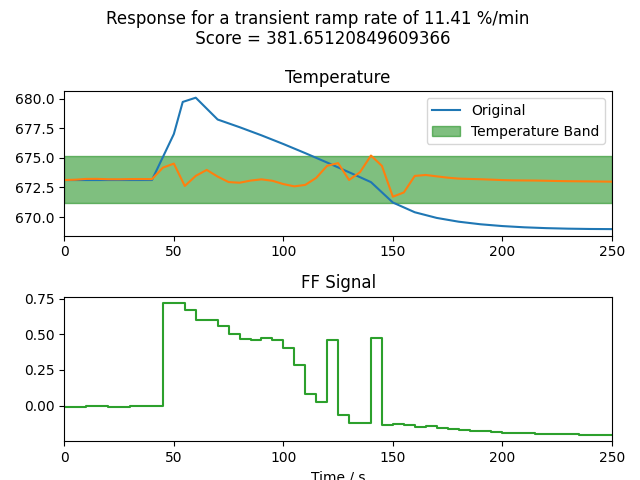 Response for a transient ramp rate of 11.41 %/min
Score = 381.65120849609366
Temperature
680.0
677.5
675.0
672.5
670.0
Original
Temperature Band
0 50 100 150 200 250
FF Signal
0.75
0.50
0.25
0.00
0 50 100 150 200 250
Time / s